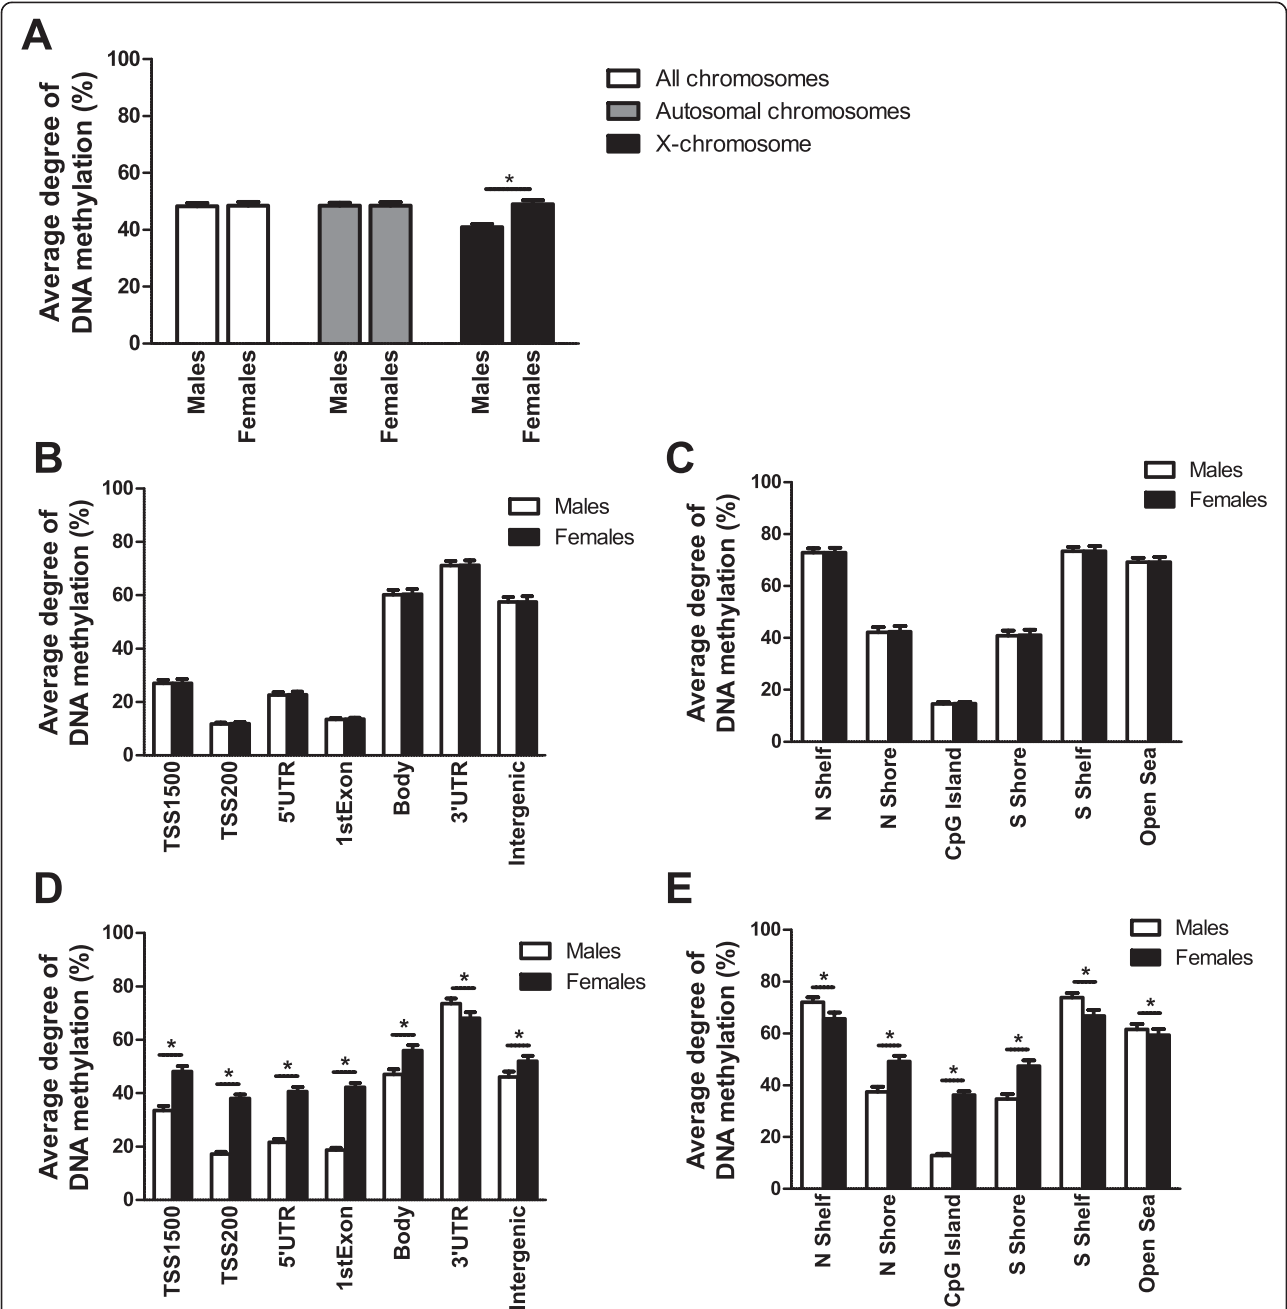 A
Average degree of
DNA methylation (%)
100
80
60
40
20
0
*
Males
Females
Males
Females
Males
Females
All chromosomes
Autosomal chromosomes
X-chromosome
B
Average degree of
DNA methylation (%)
100
80
60
40
20
0
Males
Females
TSS1500
TSS200
5'UTR
1stExon
Body
3'UTR
Intergenic
C
Average degree of
DNA methylation (%)
100
80
60
40
20
0
Males
Females
N Shelf
N Shore
CpG Island
S Shore
S Shelf
Open Sea
D
Average degree of
DNA methylation (%)
100
80
60
40
20
0
Males
Females
*
*
*
*
*
*
*
TSS1500
TSS200
5'UTR
1stExon
Body
3'UTR
Intergenic
E
Average degree of
DNA methylation (%)
100
80
60
40
20
0
Males
Females
*
*
*
*
*
*
N Shelf
N Shore
CpG Island
S Shore
S Shelf
Open Sea